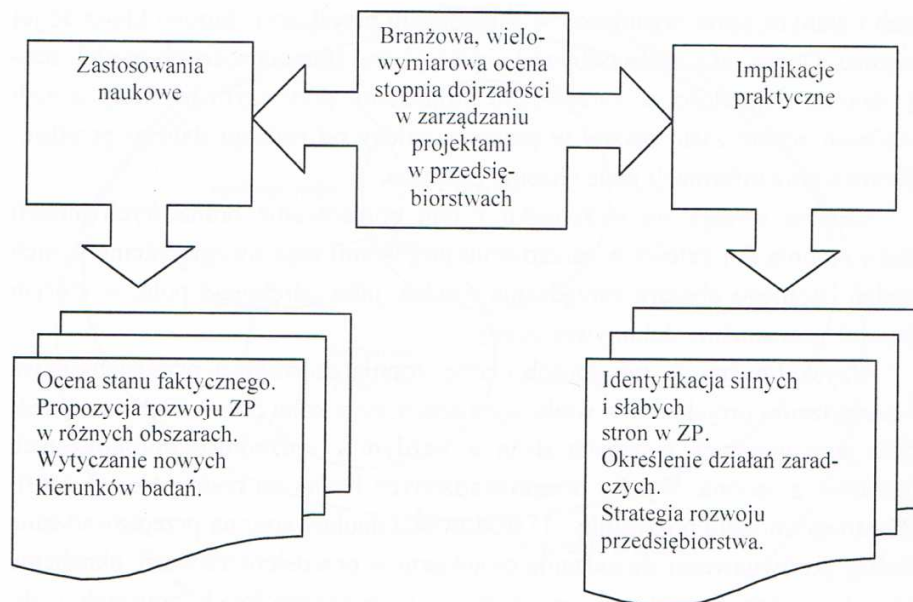 Zastosowania
naukowe
Branżowa, wielo-
wymiarowa ocena
stopnia dojrzałości
w zarządzaniu
projektami
w przedsię-
biorstwach
Implikacje
praktyczne
Ocena stanu faktycznego.
Propozycja rozwoju ZP
w różnych obszarach.
Wytyczanie nowych
kierunków badań.
Identyfikacja silnych
i słabych
stron w ZP.
Określenie działań zarad-
czych.
Strategia rozwoju
przedsiębiorstwa.